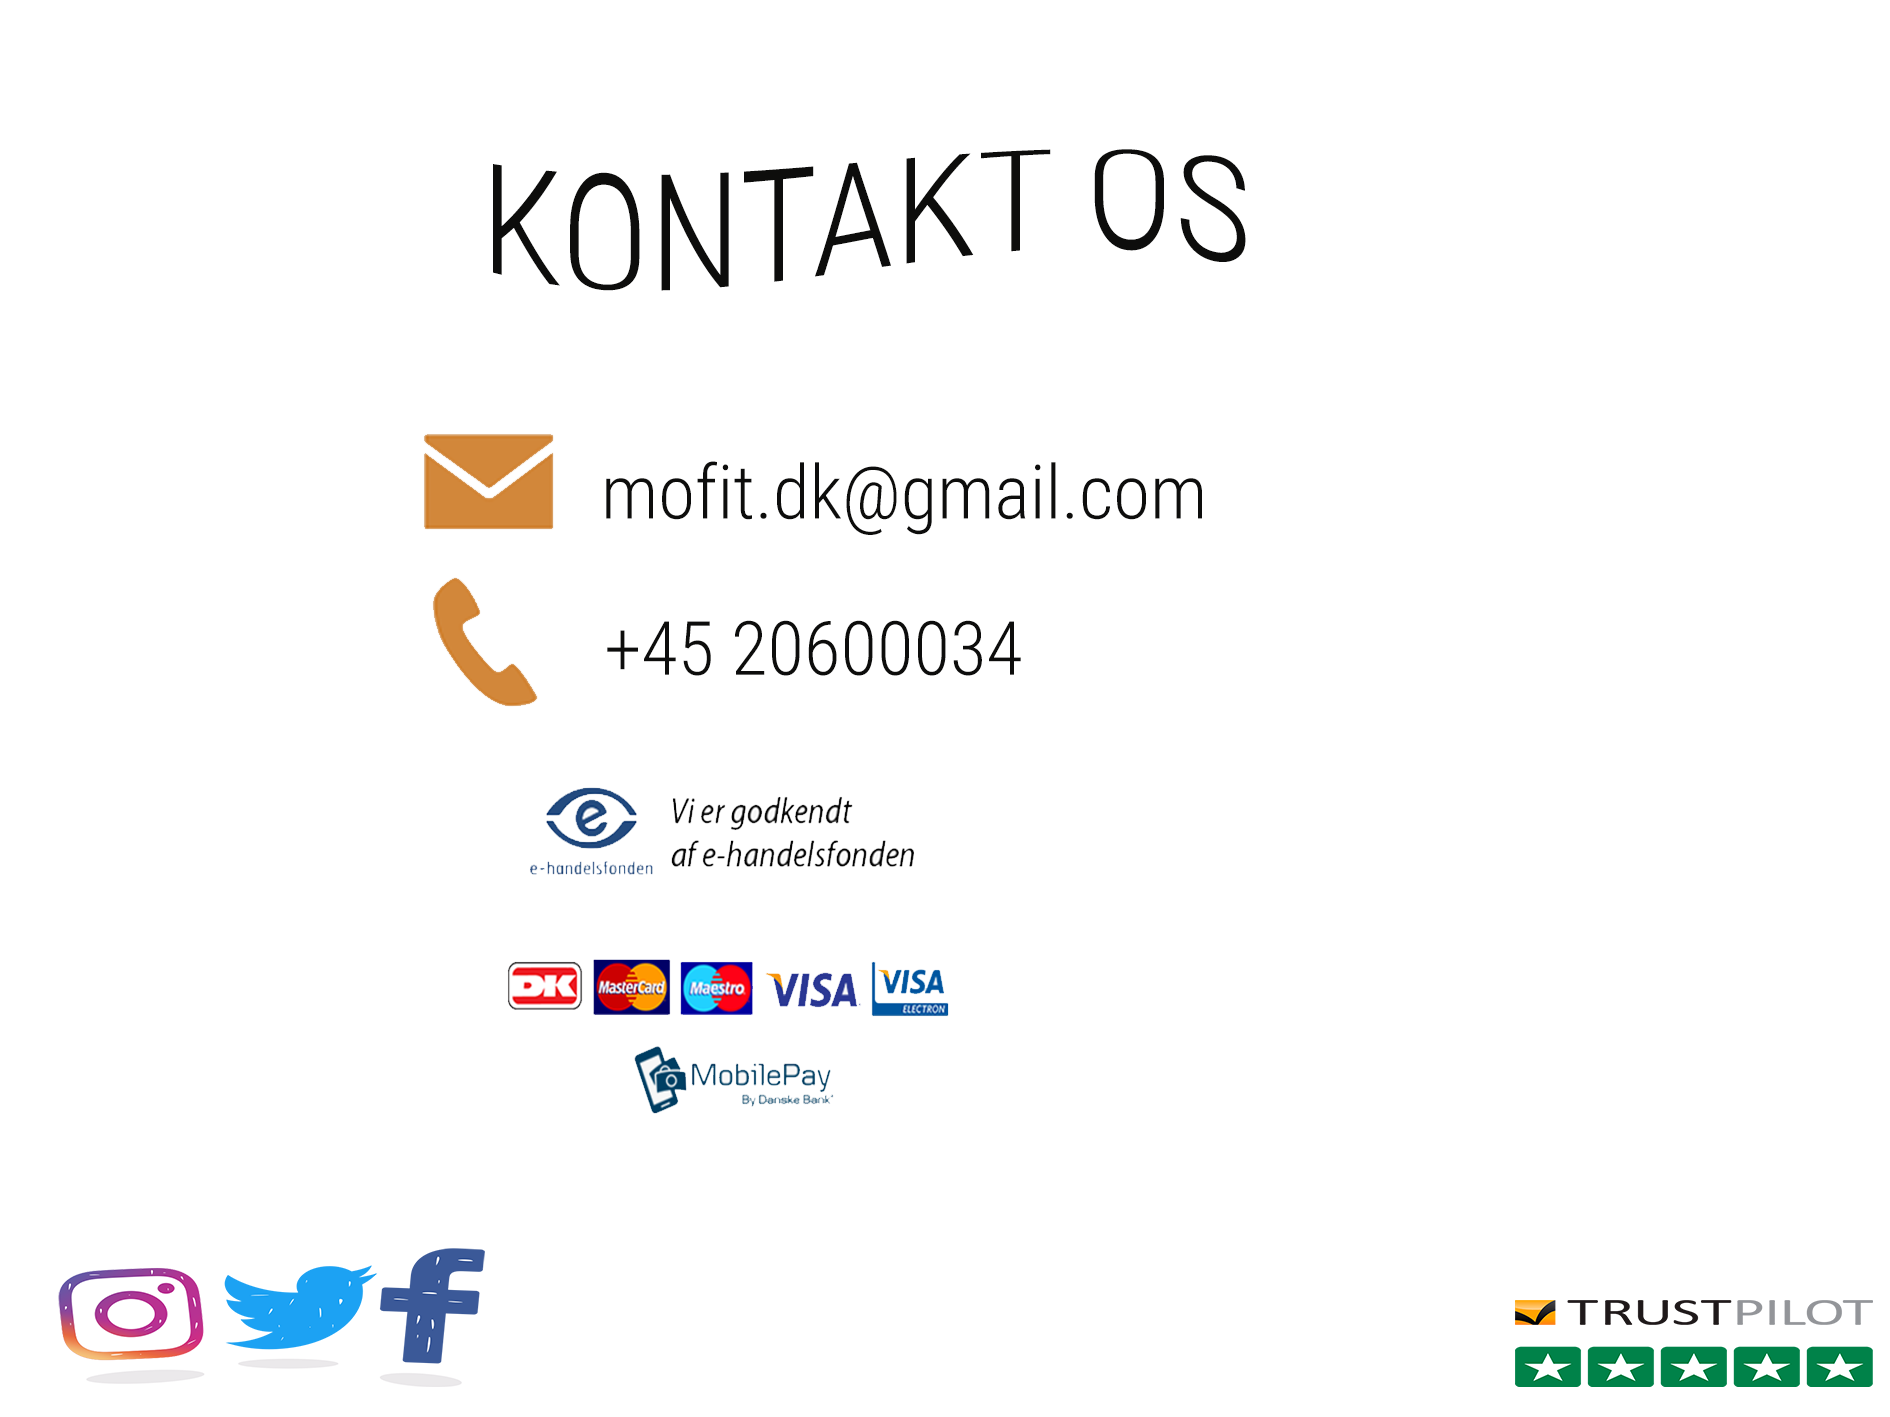 KONTAKT OS
mofit.dk@gmail.com
+45 20600034
e-handelsfonden
Vi er godkendt
af e-handelsfonden
DK MasterCard Maestro VISA VISA
ELECTRON
MobilePay
By Danske Bank
TRUSTPILOT